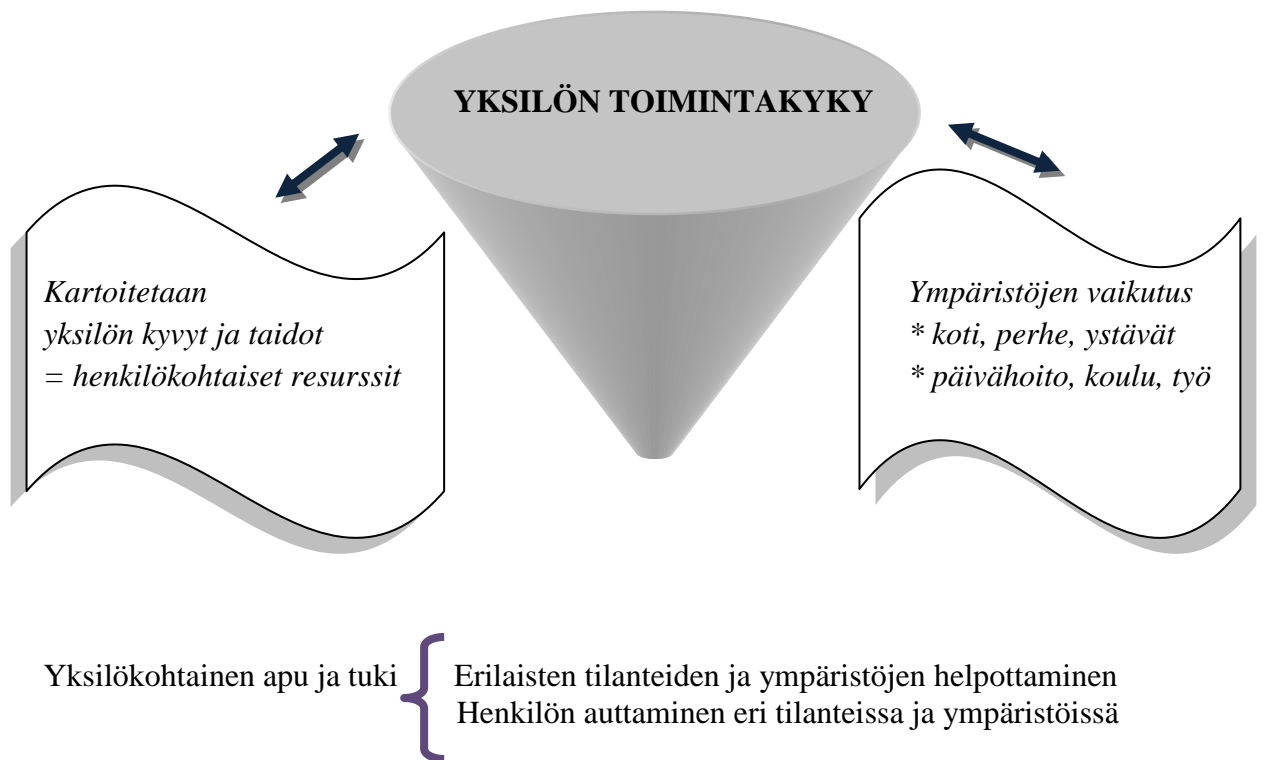 YKSILÖN TOIMINTAKYKY
Kartoitetaan
yksilön kyvyt ja taidot
= henkilökohtaiset resurssit
Ympäristöjen vaikutus
* koti, perhe, ystävät
* päivähoito, koulu, työ
Yksilökohtainen apu ja tuki
Erilaisten tilanteiden ja ympäristöjen helpottaminen
Henkilön auttaminen eri tilanteissa ja ympäristöissä